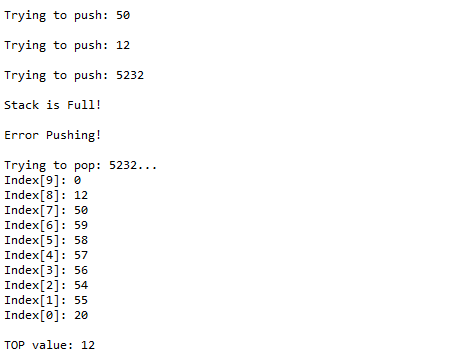 Trying to push: 50
Trying to push: 12
Trying to push: 5232
Stack is Full!
Error Pushing!
Trying to pop: 5232...
Index[9]: 0
Index[8]: 12
Index[7]: 50
Index[6]: 59
Index[5]: 58
Index[4]: 57
Index[3]: 56
Index[2]: 54
Index[1]: 55
Index[0]: 20
TOP value: 12